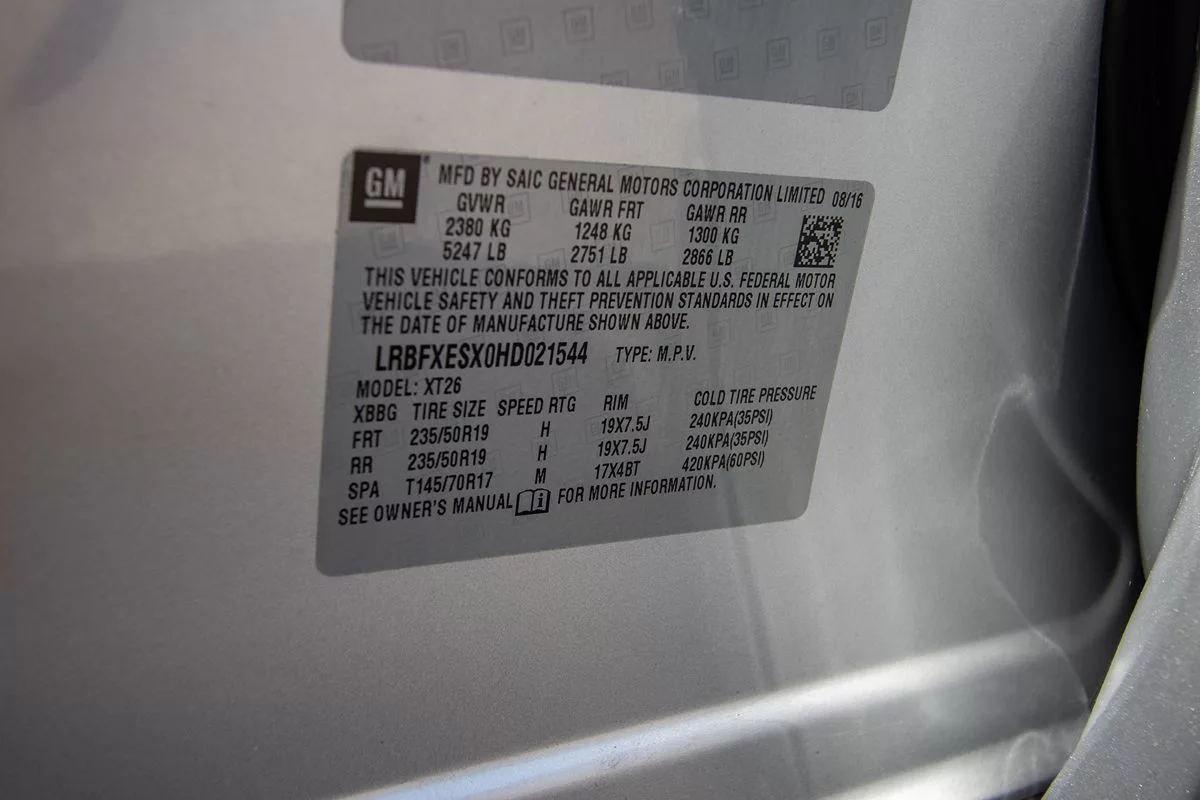 GM
MFD BY SAIC GENERAL MOTORS CORPORATION LIMITED 08/16
GVWR GAWR FRT GAWR RR
2380 KG 1248 KG 1300 KG
5247 LB 2751 LB 2866 LB
THIS VEHICLE CONFORMS TO ALL APPLICABLE U.S. FEDERAL MOTOR
VEHICLE SAFETY AND THEFT PREVENTION STANDARDS IN EFFECT ON
THE DATE OF MANUFACTURE SHOWN ABOVE.
LRBFXESX0HD021544 TYPE: M.P.V.
MODEL: XT26
XBBG TIRE SIZE SPEED RTG RIM COLD TIRE PRESSURE
FRT 235/50R19 H 19X7.5J 240KPA(35PSI)
RR 235/50R19 H 19X7.5J 240KPA(35PSI)
SPA T145/70R17 M 17X4BT 420KPA(60PSI)
SEE OWNER'S MANUAL FOR MORE INFORMATION.